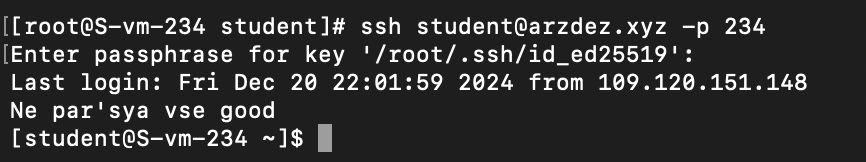 [[root@S-vm-234 student]# ssh student@arzdez.xyz -p 234
[Enter passphrase for key '/root/.ssh/id_ed25519':
Last login: Fri Dec 20 22:01:59 2024 from 109.120.151.148
Ne par'sya vse good
[student@S-vm-234 ~]$